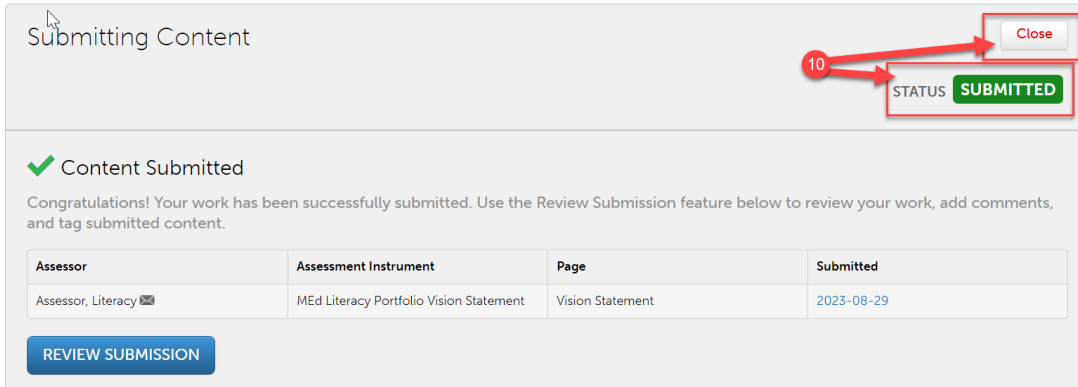 Submitting Content
Close
10
STATUS SUBMITTED
Content Submitted
Congratulations! Your work has been successfully submitted. Use the Review Submission feature below to review your work, add comments,
and tag submitted content.
Assessor Assessment Instrument Page Submitted
Assessor, Literacy MEd Literacy Portfolio Vision Statement Vision Statement 2023-08-29
REVIEW SUBMISSION